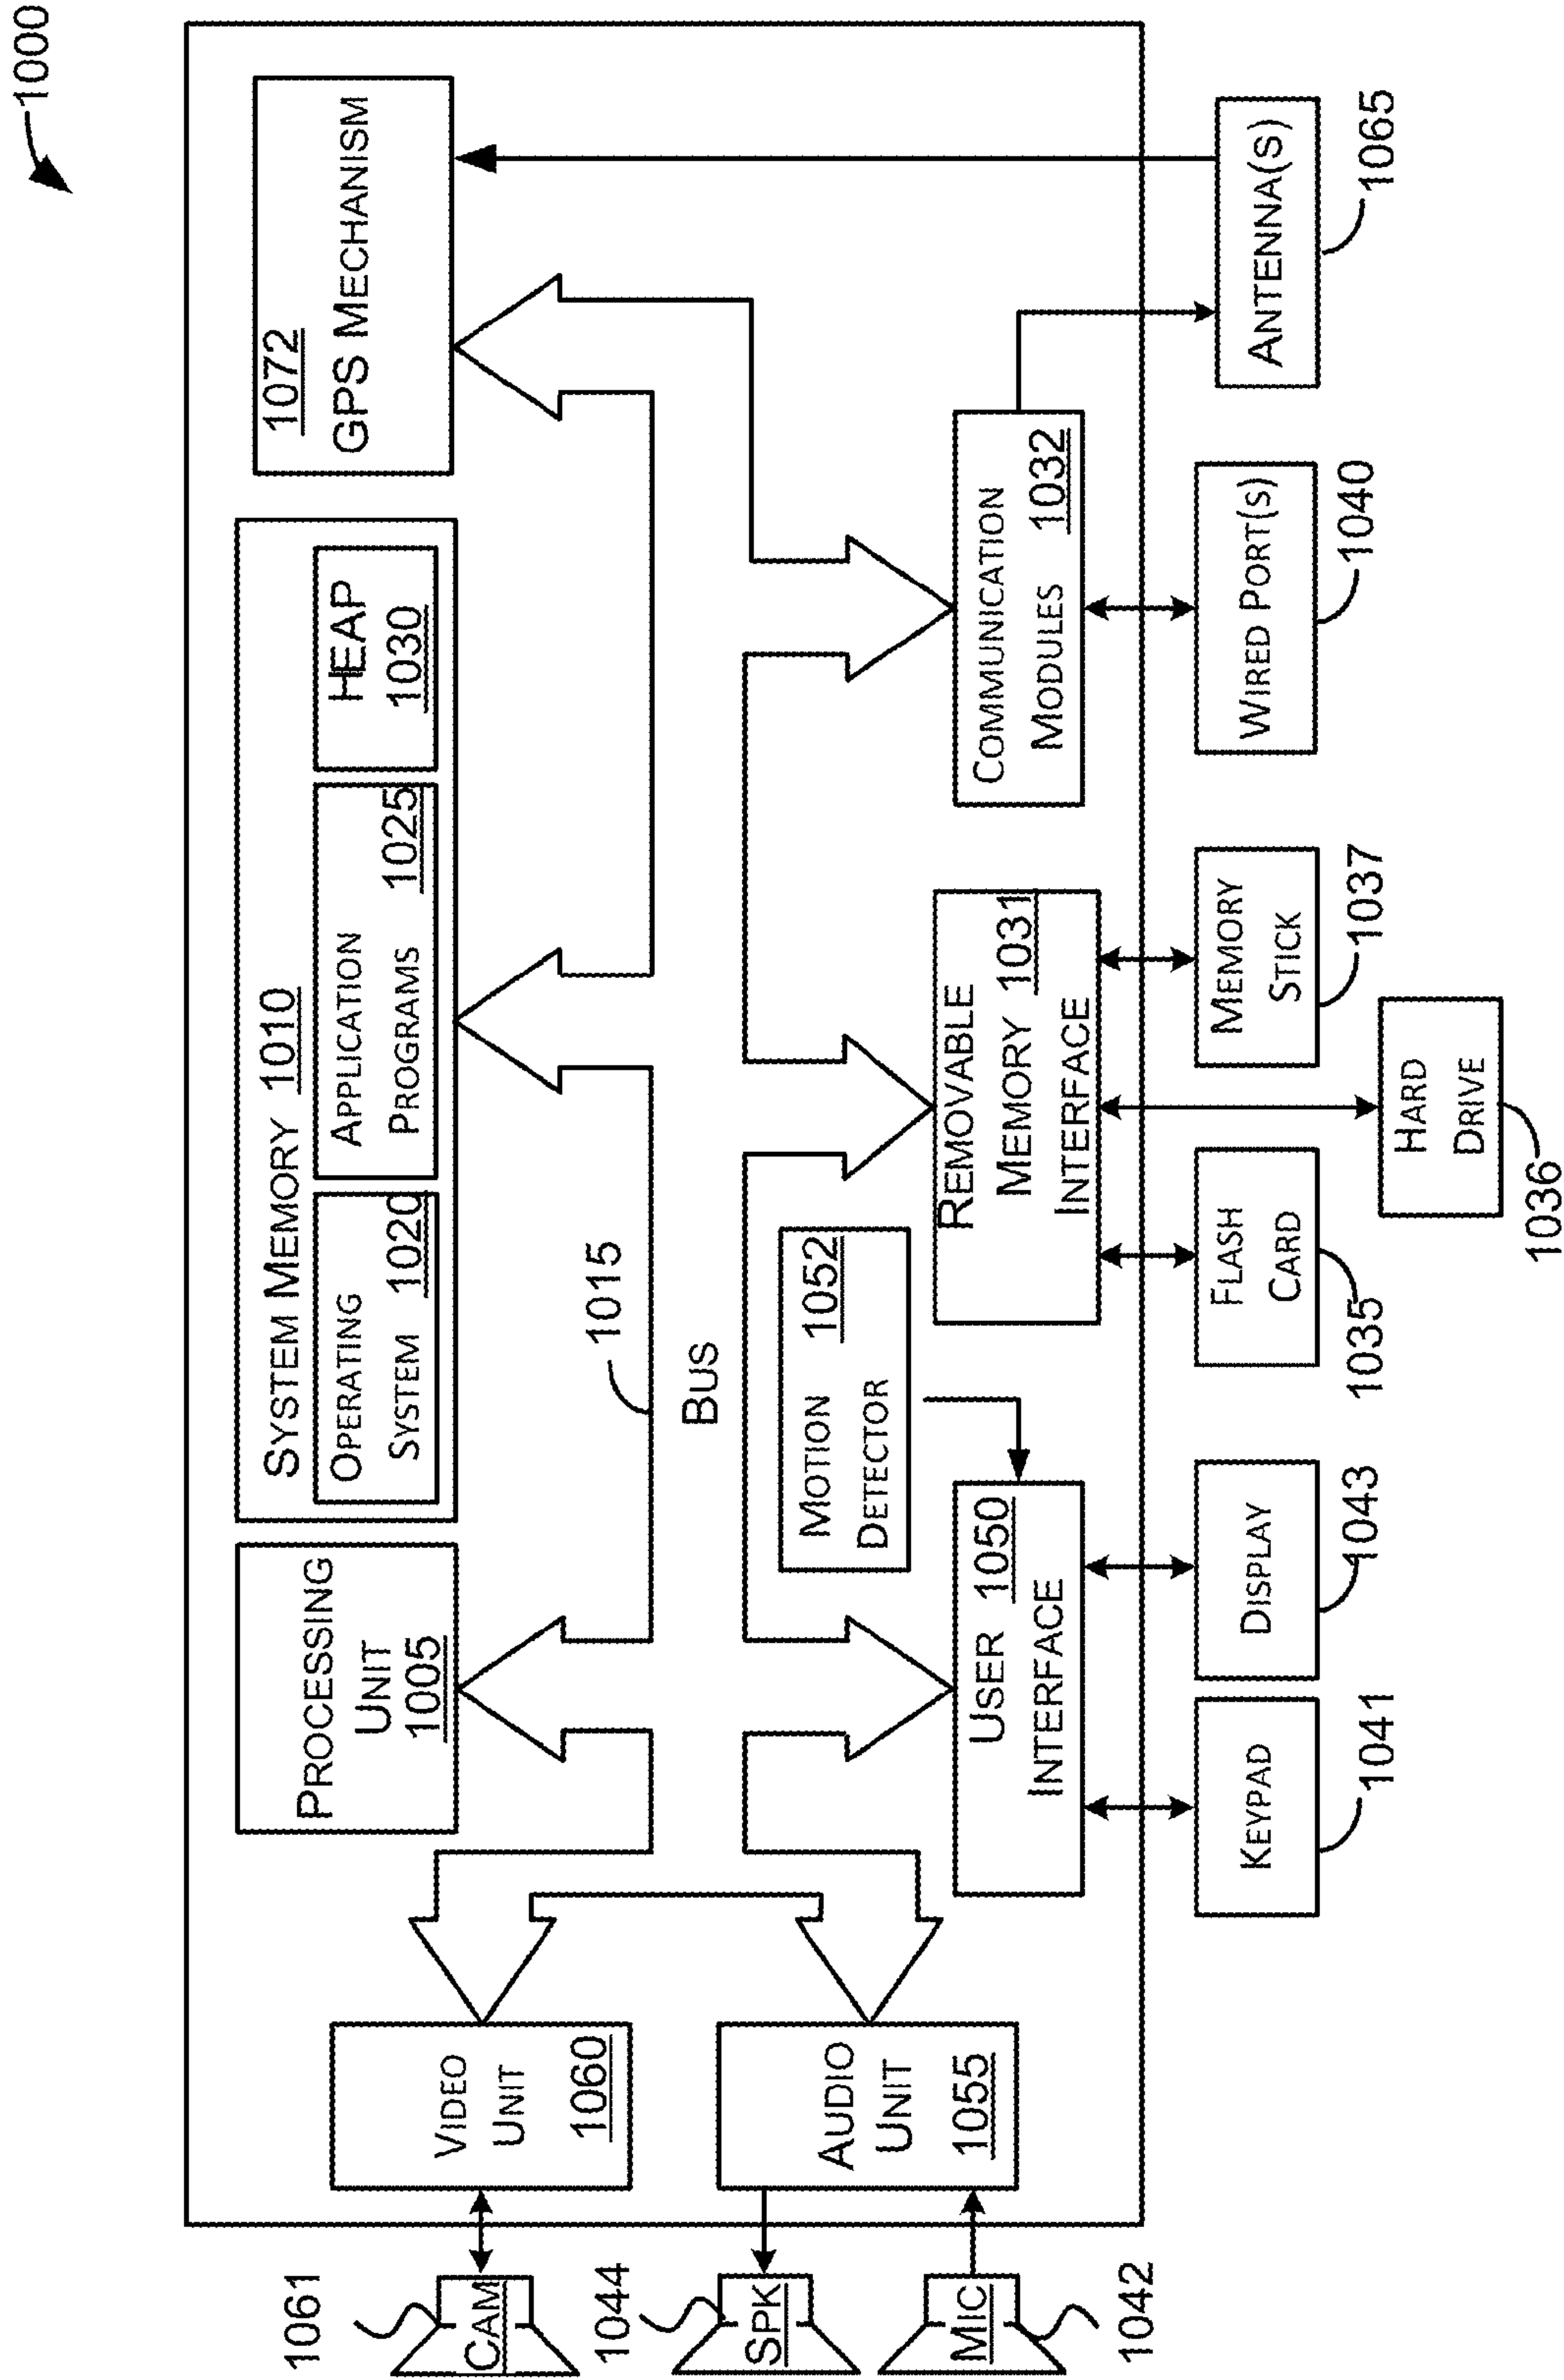 1000
SYSTEM MEMORY 1010
PROCESSING
UNIT
1005
OPERATING
SYSTEM 1020
APPLICATION
PROGRAMS 1025
HEAP
1030
1072
GPS MECHANISM
VIDEO
UNIT
1060
1061
CAM
1015
BUS
AUDIO
UNIT
1055
1044
SPK
MIC
1042
MOTION 1052
DETECTOR
USER 1050
INTERFACE
REMOVABLE
MEMORY 1031
INTERFACE
COMMUNICATION
MODULES 1032
KEYPAD
1041
DISPLAY
1043
FLASH
CARD
1035
MEMORY
STICK
1037
WIRED PORT(S)
1040
ANTENNA(S)
1065
HARD
DRIVE
1036